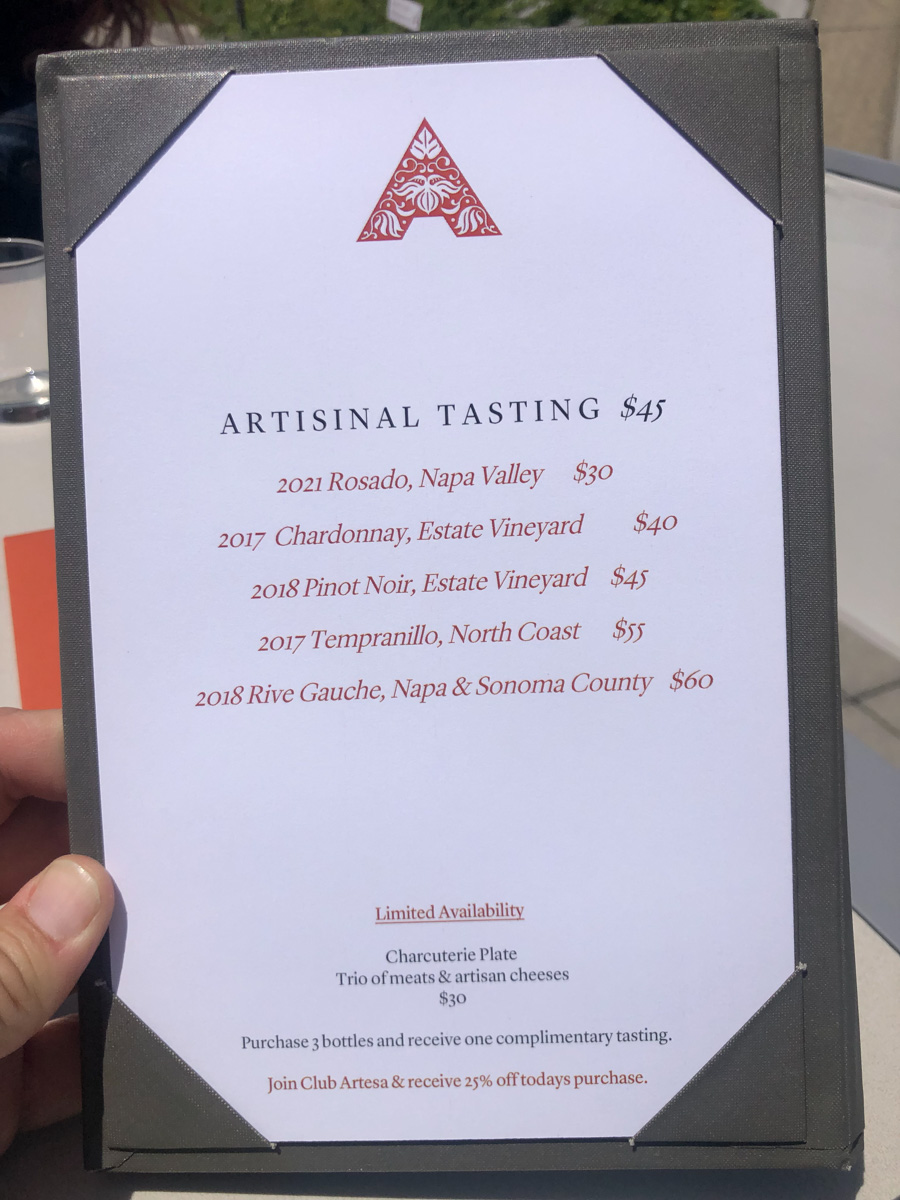 A
ARTISINAL TASTING $45
2021 Rosado, Napa Valley $30
2017 Chardonnay, Estate Vineyard $40
2018 Pinot Noir, Estate Vineyard $45
2017 Tempranillo, North Coast $55
2018 Rive Gauche, Napa & Sonoma County $60
Limited Availability
Charcuterie Plate
Trio of meats & artisan cheeses
$30
Purchase 3 bottles and receive one complimentary tasting.
Join Club Artesa & receive 25% off todays purchase.